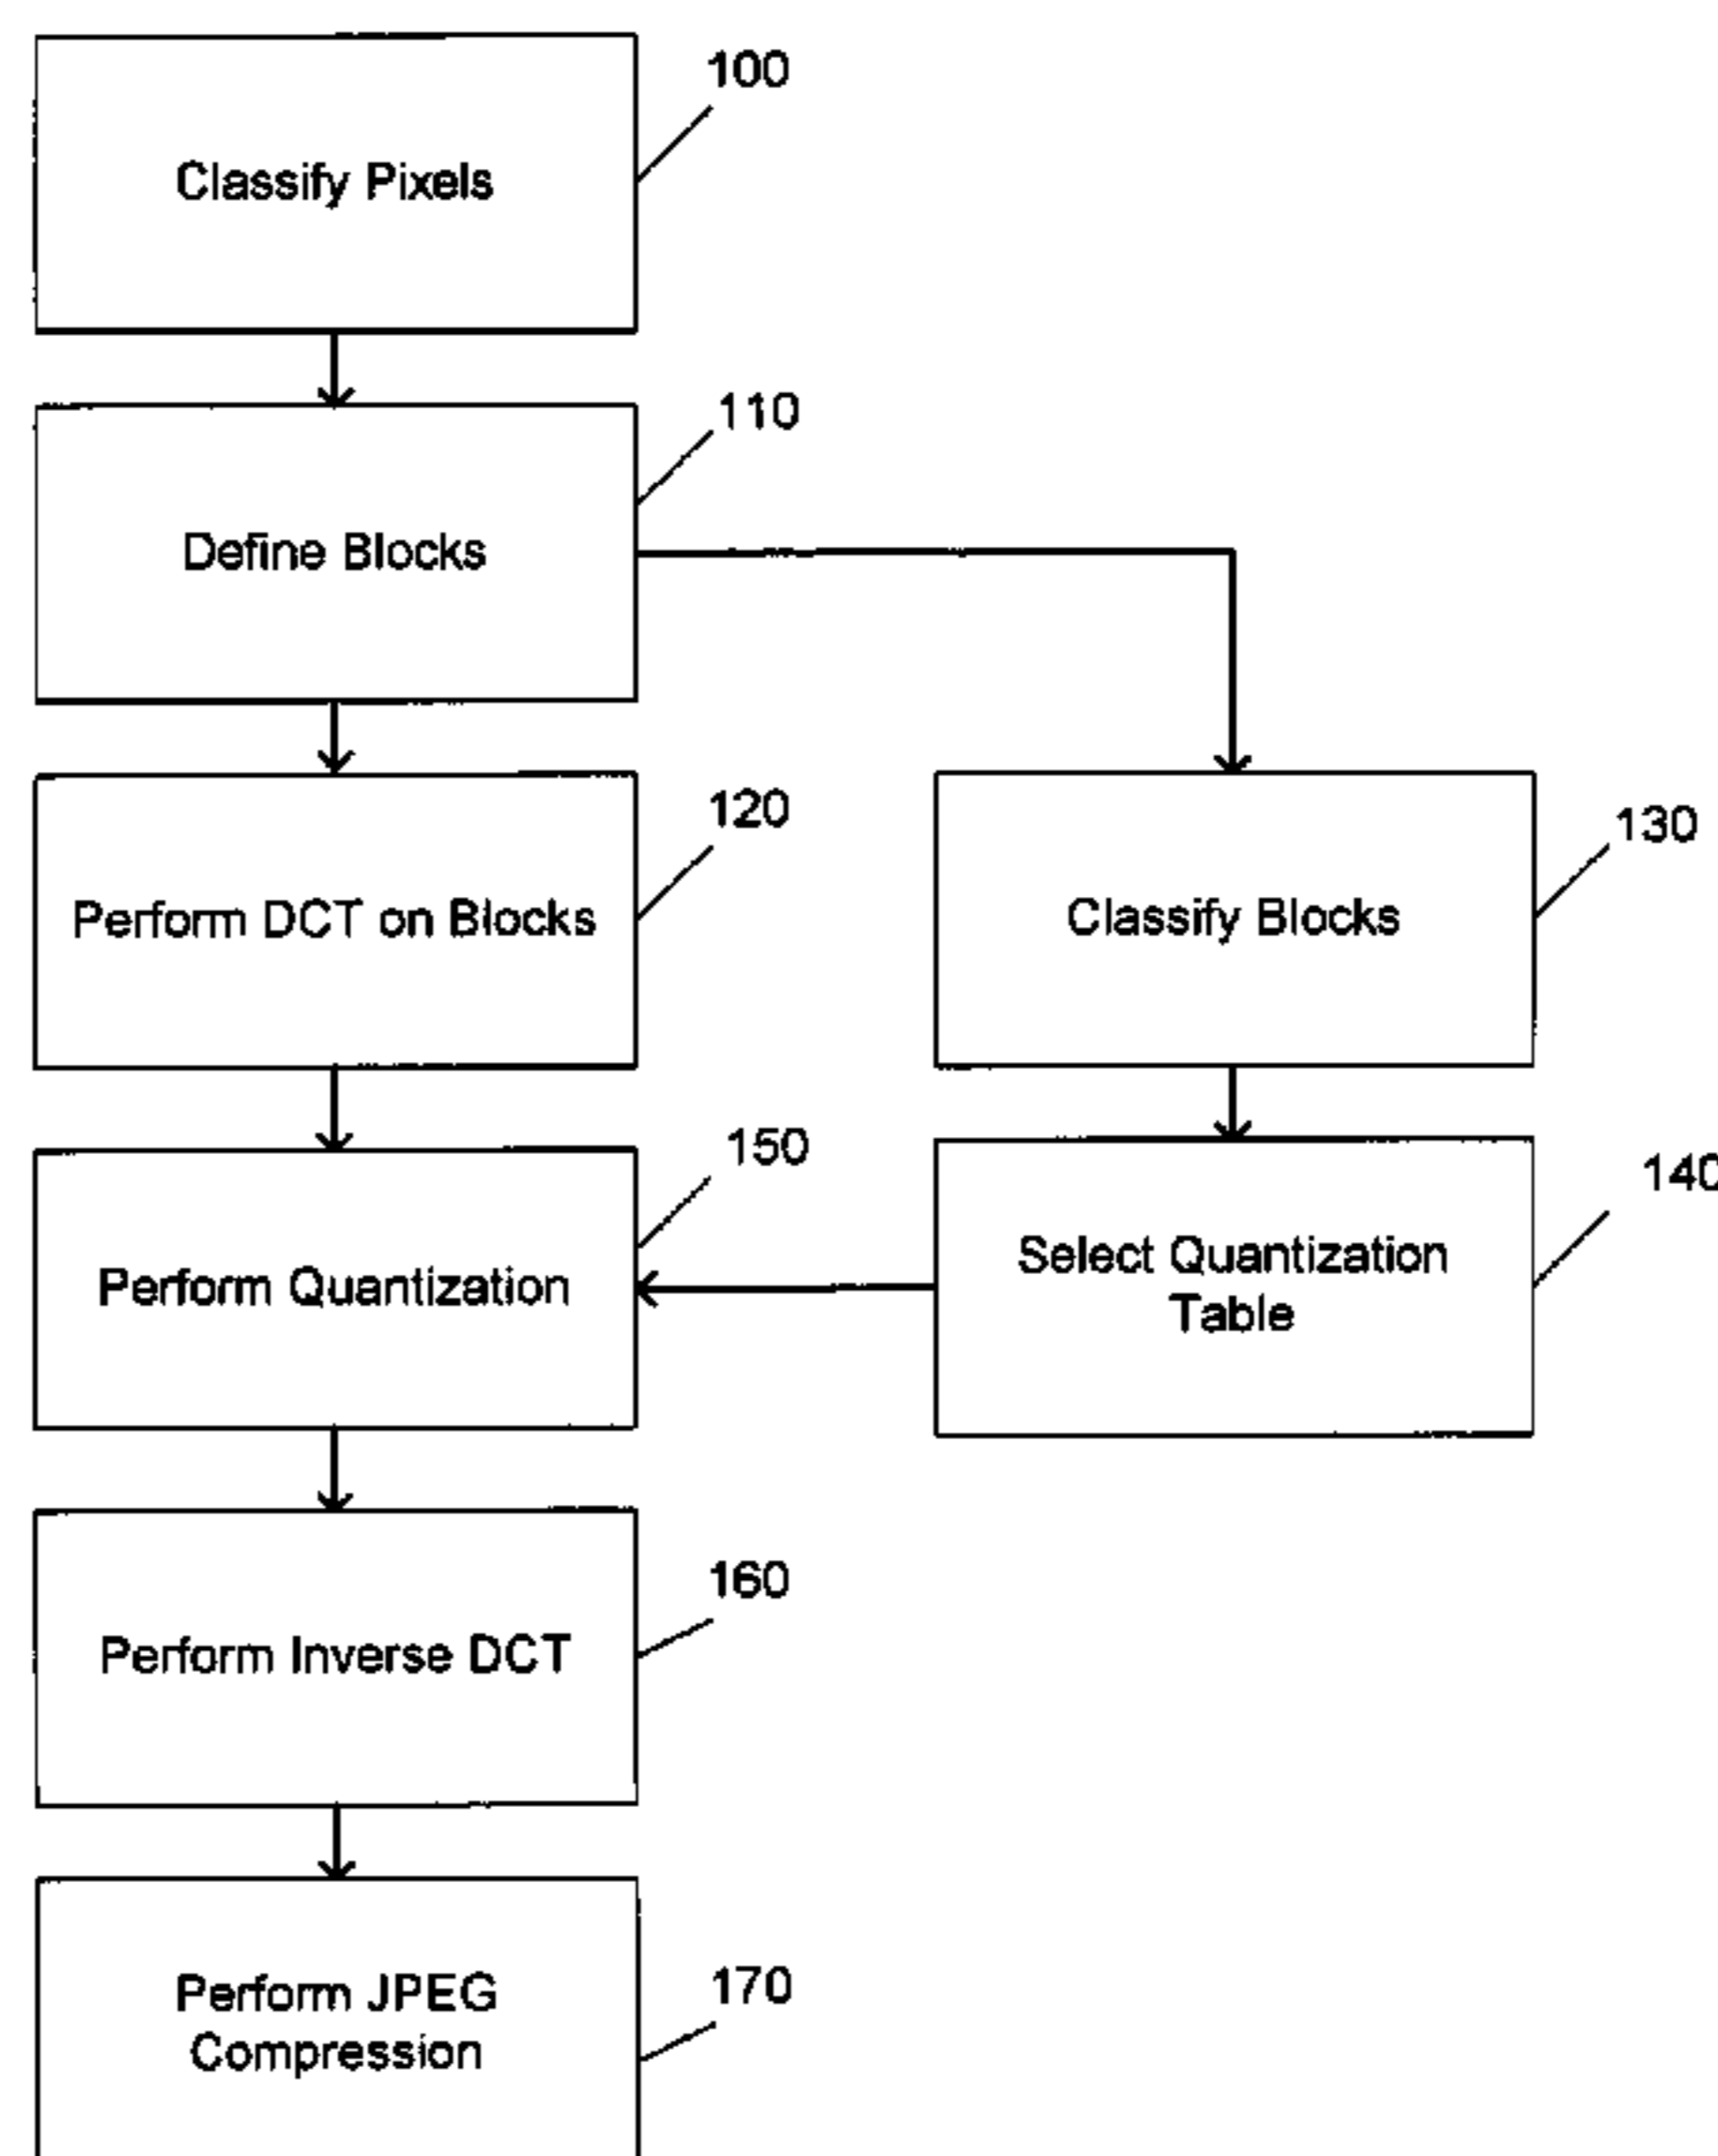 100
Classify Pixels
110
Define Blocks
120
Perform DCT on Blocks
130
Classify Blocks
150
Perform Quantization
140
Select Quantization
Table
160
Perform Inverse DCT
170
Perform JPEG
Compression